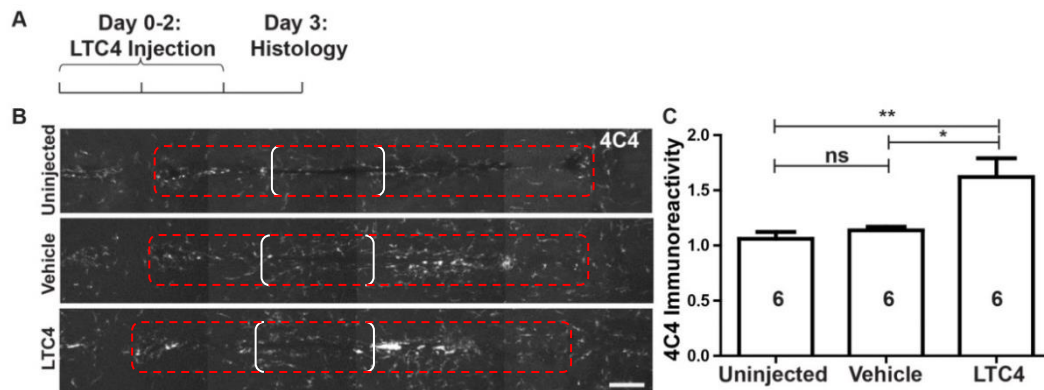 A
Day 0-2:
LTC4 Injection
Day 3:
Histology
B
Uninjected
4C4
Vehicle
LTC4
C
4C4 Immunoreactivity
2.0
1.5
1.0
0.5
0.0
**
*
ns
6
6
6
Uninjected
Vehicle
LTC4